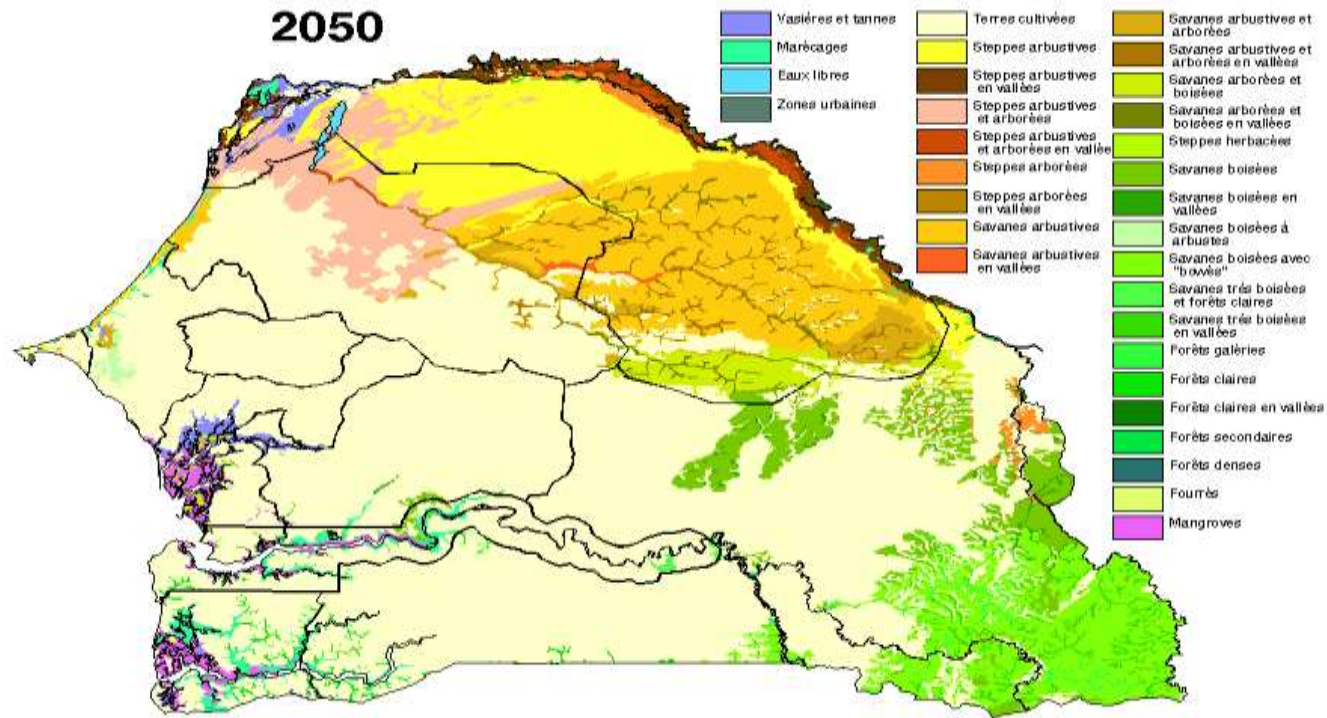 2050
Vasières et tannes
Marécages
Eaux libres
Zones urbaines
Terres cultivées
Steppes arbustives
Steppes arbustives
en vallées
Steppes arbustives
et arborées
Steppes arbustives
et arborées en vallée
Steppes arborées
Steppes arborées
en vallées
Savanes arbustives
Savanes arbustives
en vallées
Savanes arbustives et
arborées
Savanes arbustives et
arborées en vallées
Savanes arborées et
boisées
Savanes arborées et
boisées en vallées
Steppes herbacées
Savanes boisées
Savanes boisées en
vallées
Savanes boisées à
arbustes
Savanes boisées avec
"bowès"
Savanes trés boisées
et forêts claires
Savanes trés boisées
en vallées
Forêts galéries
Forêts claires
Forêts claires en vallées
Forêts secondaires
Forêts denses
Fourrés
Mangroves